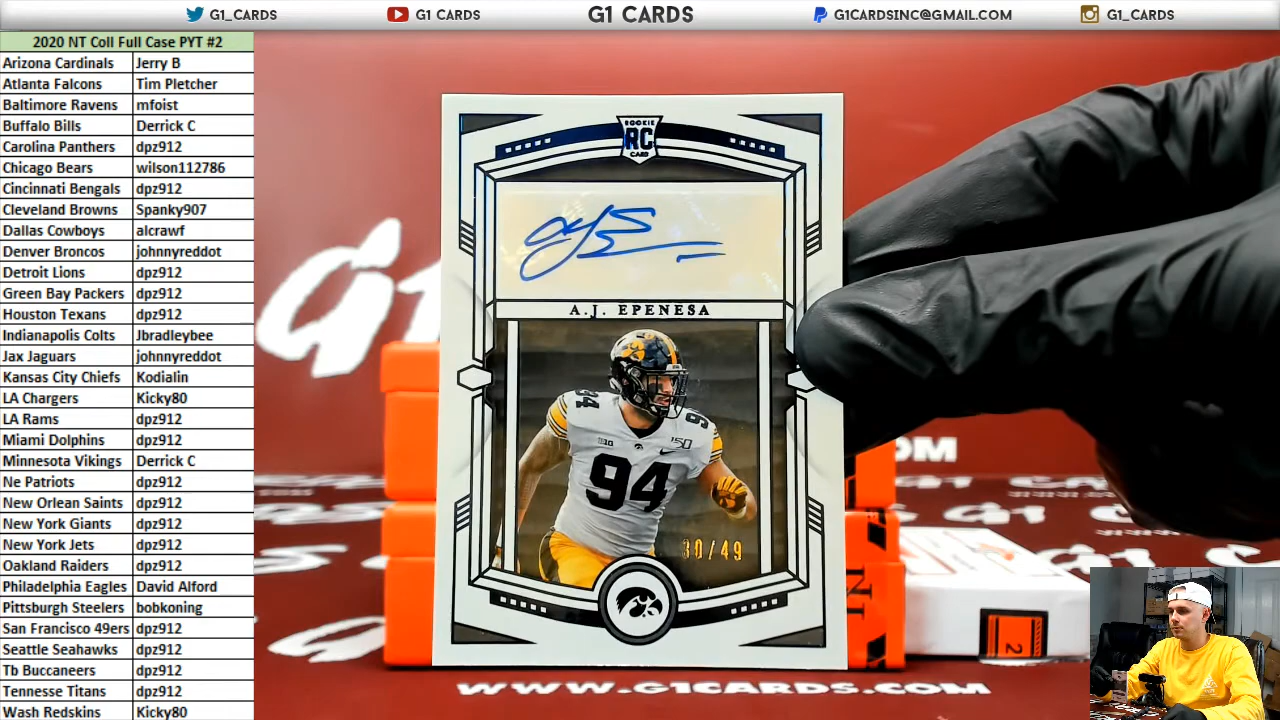 G1_CARDS
G1 CARDS
G1 CARDS
G1CARDSINC@GMAIL.COM
G1_CARDS
2020 NT Coll Full Case PYT #2
Arizona Cardinals Jerry B
Atlanta Falcons Tim Pletcher
Baltimore Ravens mfoist
Buffalo Bills Derrick C
Carolina Panthers dpz912
Chicago Bears wilson112786
Cincinnati Bengals dpz912
Cleveland Browns Spanky907
Dallas Cowboys alcrawf
Denver Broncos johnnyreddot
Detroit Lions dpz912
Green Bay Packers dpz912
Houston Texans dpz912
Indianapolis Colts Jbradleybee
Jax Jaguars johnnyreddot
Kansas City Chiefs Kodialin
LA Chargers Kicky80
LA Rams dpz912
Miami Dolphins dpz912
Minnesota Vikings Derrick C
Ne Patriots dpz912
New Orlean Saints dpz912
New York Giants dpz912
New York Jets dpz912
Oakland Raiders dpz912
Philadelphia Eagles David Alford
Pittsburgh Steelers bobkoning
San Francisco 49ers dpz912
Seattle Seahawks dpz912
Tb Buccaneers dpz912
Tennesse Titans dpz912
Wash Redskins Kicky80
ROOKIE
RC
CARD
A.J. EPENESA
94
94
150
94
30/49
G1
2
WWW.G1CARDS.COM